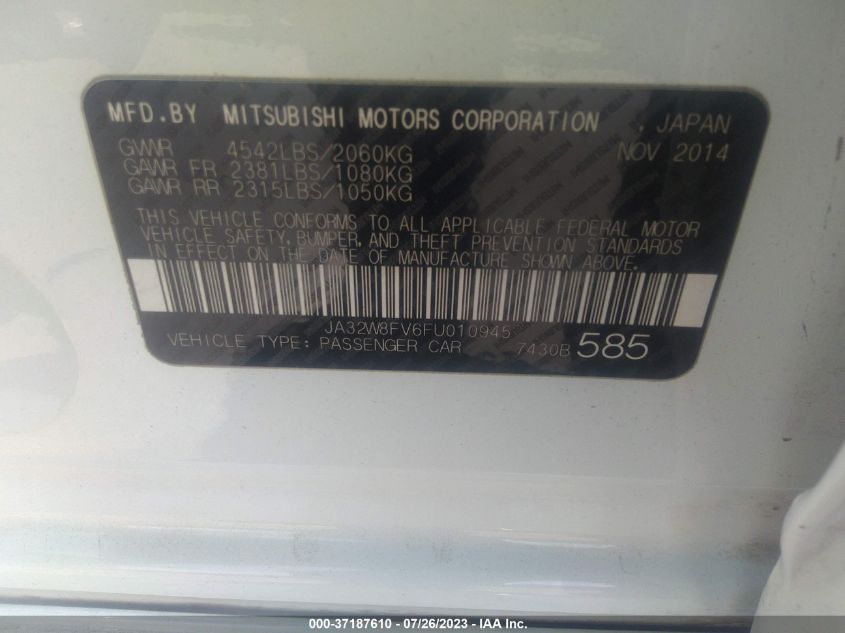 MFD.BY MITSUBISHI MOTORS CORPORATION , JAPAN
GVWR 4542LBS/2060KG NOV 2014
GAWR FR 2381LBS/1080KG
GAWR RR 2315LBS/1050KG
THIS VEHICLE CONFORMS TO ALL APPLICABLE FEDERAL MOTOR
VEHICLE SAFETY, BUMPER, AND THEFT PREVENTION STANDARDS
IN EFFECT ON THE DATE OF MANUFACTURE SHOWN ABOVE.
JA32W8FV6FU010945
VEHICLE TYPE: PASSENGER CAR 7430B 585
000-37187610 - 07/26/2023 - IAA Inc.